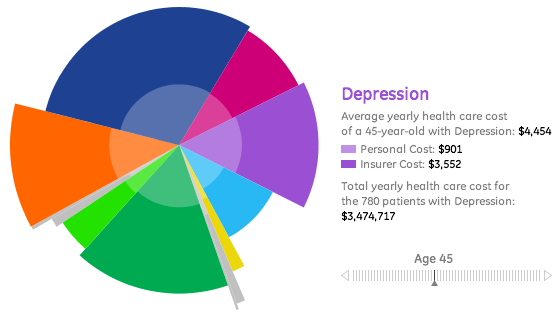 Depression
Average yearly health care cost
of a 45-year-old with Depression: $4,454
Personal Cost: $901
Insurer Cost: $3,552
Total yearly health care cost for
the 780 patients with Depression:
$3,474,717
Age 45